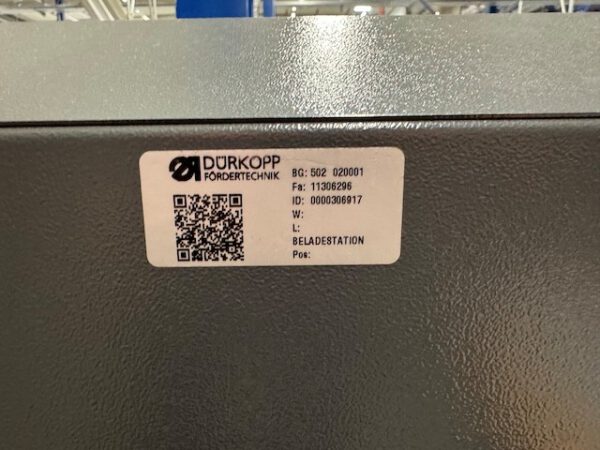 DÜRKOPP
FÖRDERTECHNIK
BG: 502 020001
Fa: 11306296
ID: 0000306917
W:
L:
BELADESTATION
Pos: